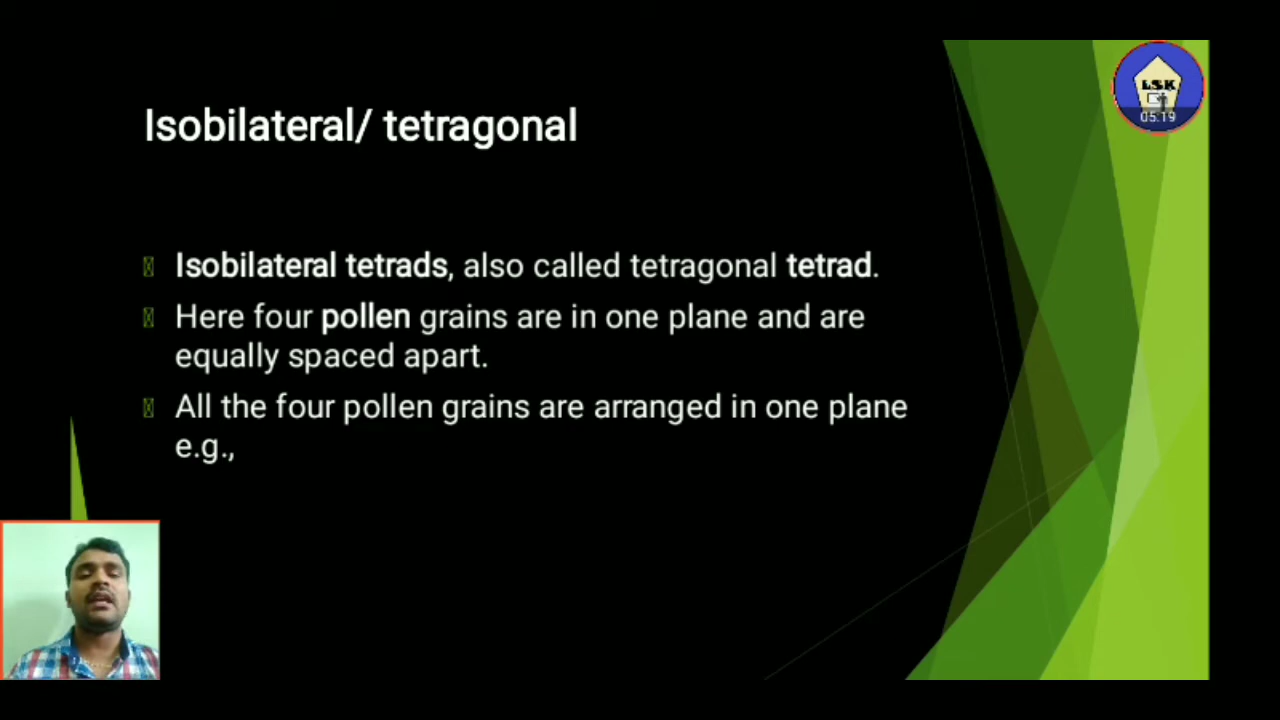 LSK
05:19
Isobilateral/ tetragonal
Isobilateral tetrads, also called tetragonal tetrad.
Here four pollen grains are in one plane and are
equally spaced apart.
All the four pollen grains are arranged in one plane
e.g.,